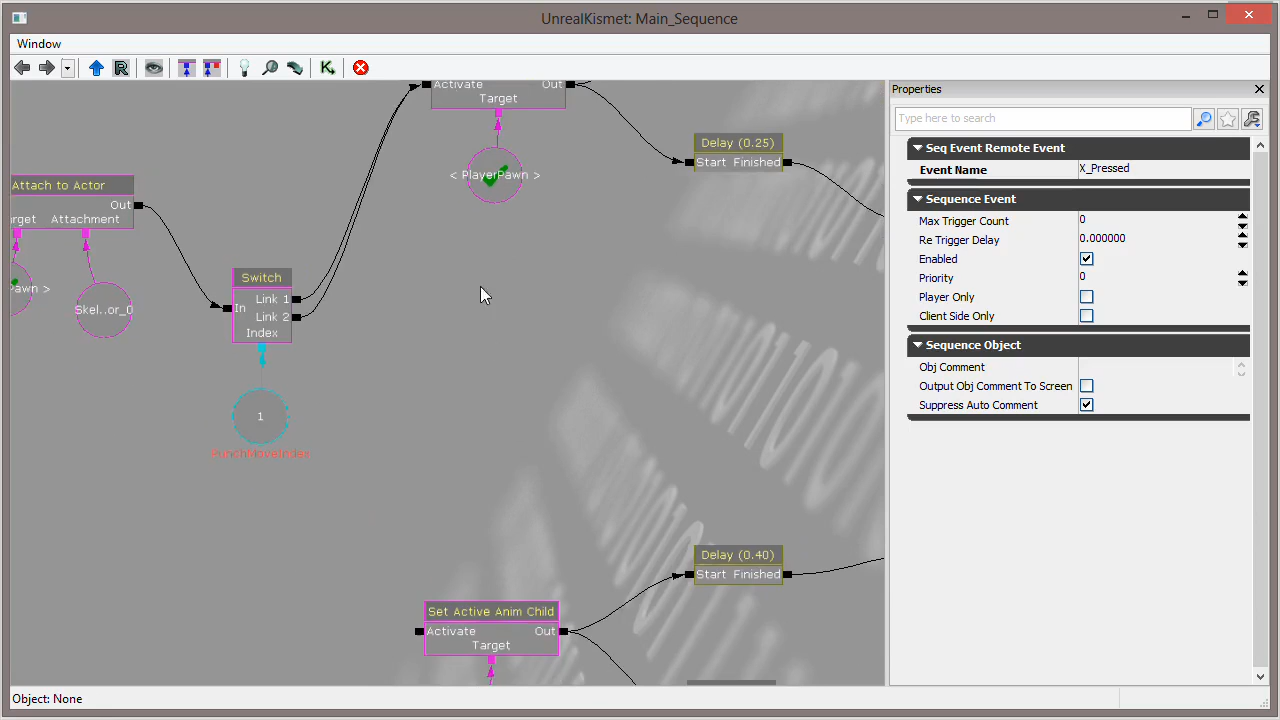 UnrealKismet: Main_Sequence
Window
Activate Out
Target
< PlayerPawn >
Delay (0.25)
Start Finished
Attach to Actor
Out
rget Attachment
awn >
Skel..or_0
Switch
Link 1
In
Link 2
Index
1
PunchMoveIndex
Delay (0.40)
Start Finished
Set Active Anim Child
Activate Out
Target
Properties
Type here to search
Seq Event Remote Event
Event Name X_Pressed
Sequence Event
Max Trigger Count 0
Re Trigger Delay 0.000000
Enabled
Priority 0
Player Only
Client Side Only
Sequence Object
Obj Comment
Output Obj Comment To Screen
Suppress Auto Comment
Object: None